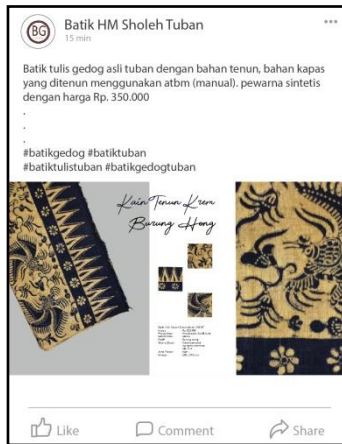 BG
Batik HM Sholeh Tuban
15 min
Batik tulis gedog asli tuban dengan bahan tenun, bahan kapas
yang ditenun menggunakan atbm (manual). pewarna sintetis
dengan harga Rp. 350.000
.
.
.
#batikgedog #batiktuban
#batiktulistuban #batikgedogtuban
Kain Tenun Krem
Burung Hong
Like
Comment
Share